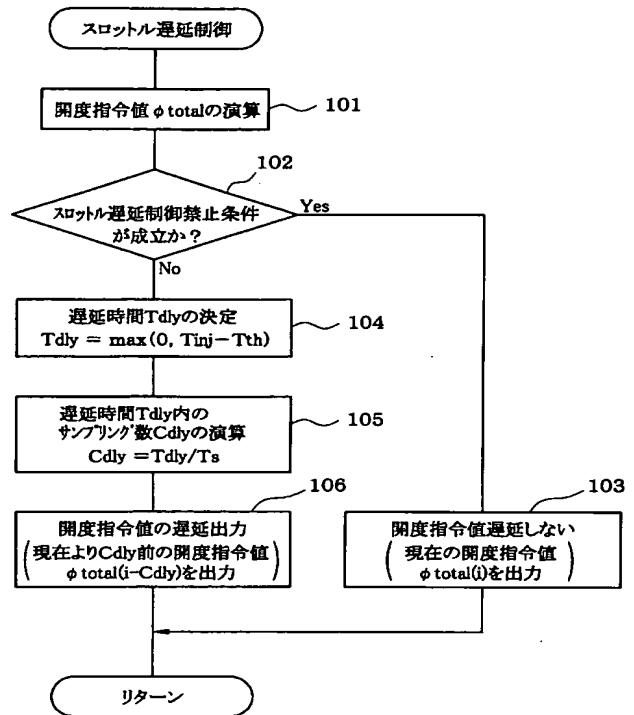 スロットル遅延制御
開度指令値φtotalの演算
101
102
スロットル遅延制御禁止条件
が成立か？
Yes
No
遅延時間Tdlyの決定
Tdly = max(0, Tinj−Tth)
104
遅延時間Tdly内の
サンプリング数Cdlyの演算
Cdly =Tdly/Ts
105
106
開度指令値の遅延出力
(現在よりCdly前の開度指令値
φtotal(i-Cdly)を出力)
103
開度指令値遅延しない
(現在の開度指令値
φtotal(i)を出力)
リターン